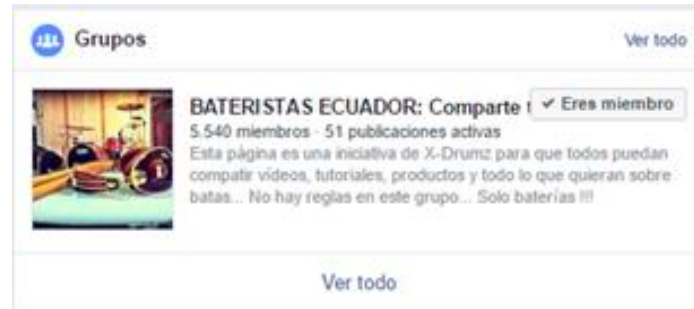 Grupos
Ver todo
BATERISTAS ECUADOR: Comparte
✔ Eres miembro
5.540 miembros · 51 publicaciones activas
Esta página es una iniciativa de X-Drumz para que todos puedan
compatir vídeos, tutoriales, productos y todo lo que quieran sobre
batas... No hay reglas en este grupo... Solo baterías !!!
Ver todo